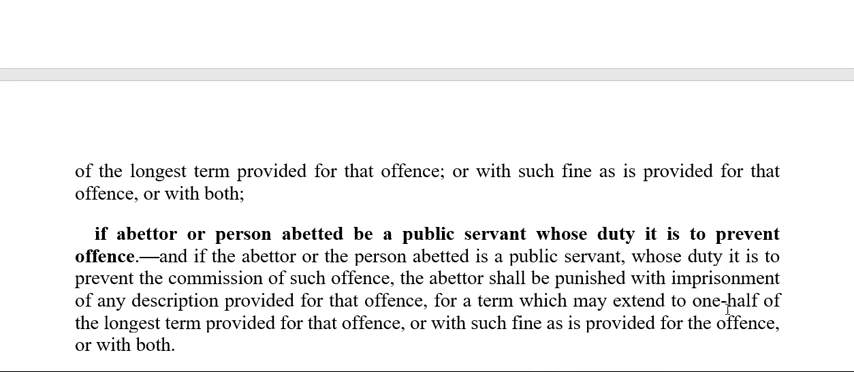 of the longest term provided for that offence; or with such fine as is provided for that
offence, or with both;
if abettor or person abetted be a public servant whose duty it is to prevent
offence.—and if the abettor or the person abetted is a public servant, whose duty it is to
prevent the commission of such offence, the abettor shall be punished with imprisonment
of any description provided for that offence, for a term which may extend to one-half of
the longest term provided for that offence, or with such fine as is provided for the offence,
or with both.